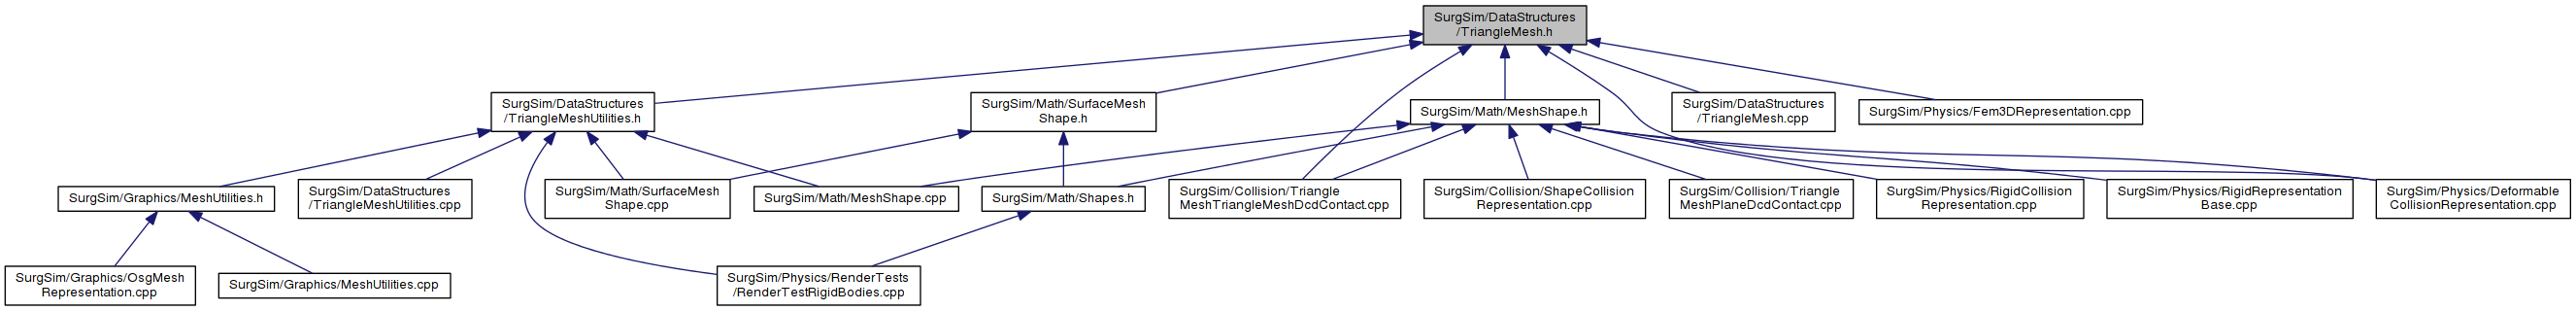 SurgSim/DataStructures
/TriangleMesh.h
SurgSim/DataStructures
/TriangleMeshUtilities.h
SurgSim/Math/SurfaceMesh
Shape.h
SurgSim/Math/MeshShape.h
SurgSim/DataStructures
/TriangleMesh.cpp
SurgSim/Physics/Fem3DRepresentation.cpp
SurgSim/Graphics/MeshUtilities.h
SurgSim/DataStructures
/TriangleMeshUtilities.cpp
SurgSim/Math/SurfaceMesh
Shape.cpp
SurgSim/Math/MeshShape.cpp
SurgSim/Math/Shapes.h
SurgSim/Collision/Triangle
MeshTriangleMeshDcdContact.cpp
SurgSim/Collision/ShapeCollision
Representation.cpp
SurgSim/Collision/Triangle
MeshPlaneDcdContact.cpp
SurgSim/Physics/RigidCollision
Representation.cpp
SurgSim/Physics/RigidRepresentation
Base.cpp
SurgSim/Physics/Deformable
CollisionRepresentation.cpp
SurgSim/Graphics/OsgMesh
Representation.cpp
SurgSim/Graphics/MeshUtilities.cpp
SurgSim/Physics/RenderTests
/RenderTestRigidBodies.cpp